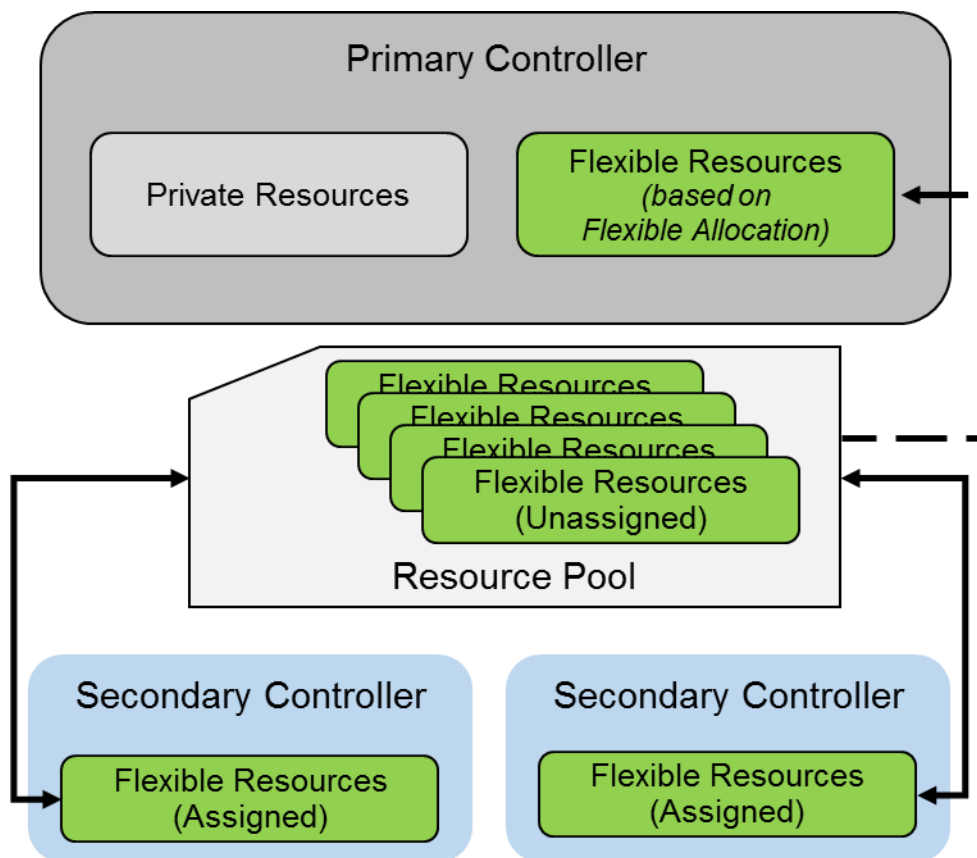 Primary Controller
Private Resources
Flexible Resources
(based on
Flexible Allocation)
Flexible Resources
Flexible Resources
Flexible Resources
Flexible Resources
(Unassigned)
Resource Pool
Secondary Controller
Flexible Resources
(Assigned)
Secondary Controller
Flexible Resources
(Assigned)